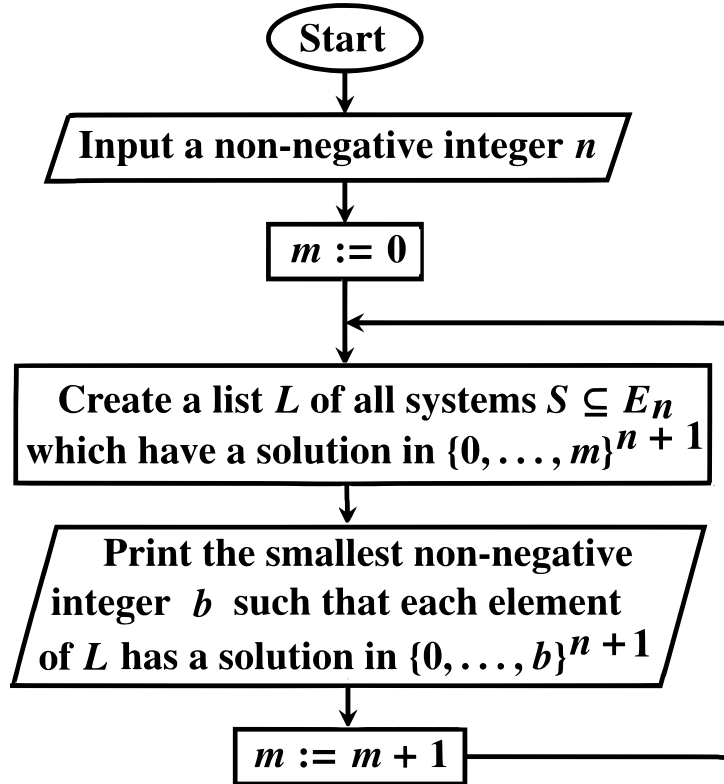 Start
Input a non-negative integer n
m := 0
Create a list L of all systems S ⊆ Eₙ
which have a solution in {0, . . . , m}ⁿ ⁺ ¹
Print the smallest non-negative
integer b such that each element
of L has a solution in {0, . . . , b}ⁿ ⁺ ¹
m := m + 1